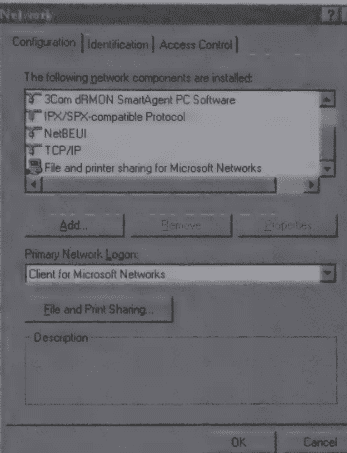 Network
?
Configuration Identification Access Control
The following network components are installed:
3Com dRMON SmartAgent PC Software
IPX/SPX-compatible Protocol
NetBEUI
TCP/IP
File and printer sharing for Microsoft Networks
Add... Remove Properties
Primary Network Logon:
Client for Microsoft Networks
File and Print Sharing...
Description
OK Cancel